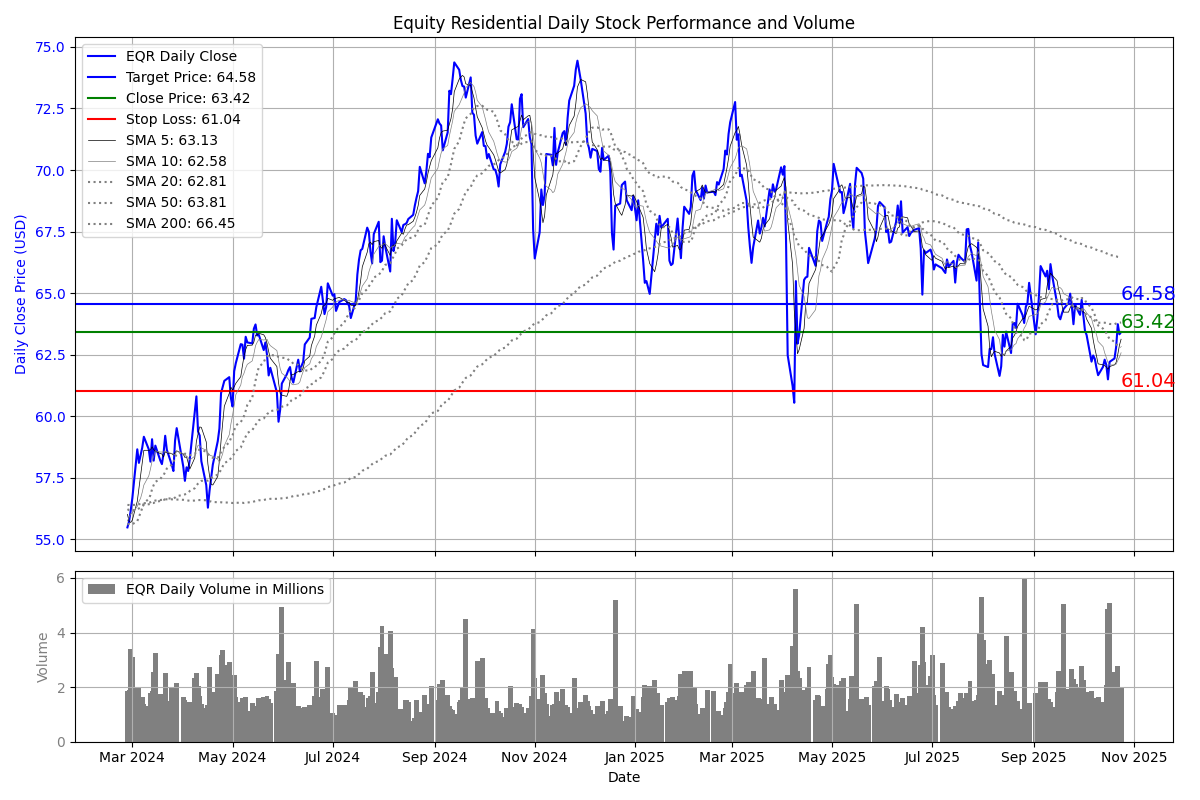 Equity Residential Daily Stock Performance and Volume
75.0
72.5
70.0
67.5
65.0
62.5
60.0
57.5
55.0
Daily Close Price (USD)
EQR Daily Close
Target Price: 64.58
Close Price: 63.42
Stop Loss: 61.04
SMA 5: 63.13
SMA 10: 62.58
SMA 20: 62.81
SMA 50: 63.81
SMA 200: 66.45
64.58
63.42
61.04
6
4
2
0
Volume
EQR Daily Volume in Millions
Mar 2024
May 2024
Jul 2024
Sep 2024
Nov 2024
Jan 2025
Mar 2025
May 2025
Jul 2025
Sep 2025
Nov 2025
Date